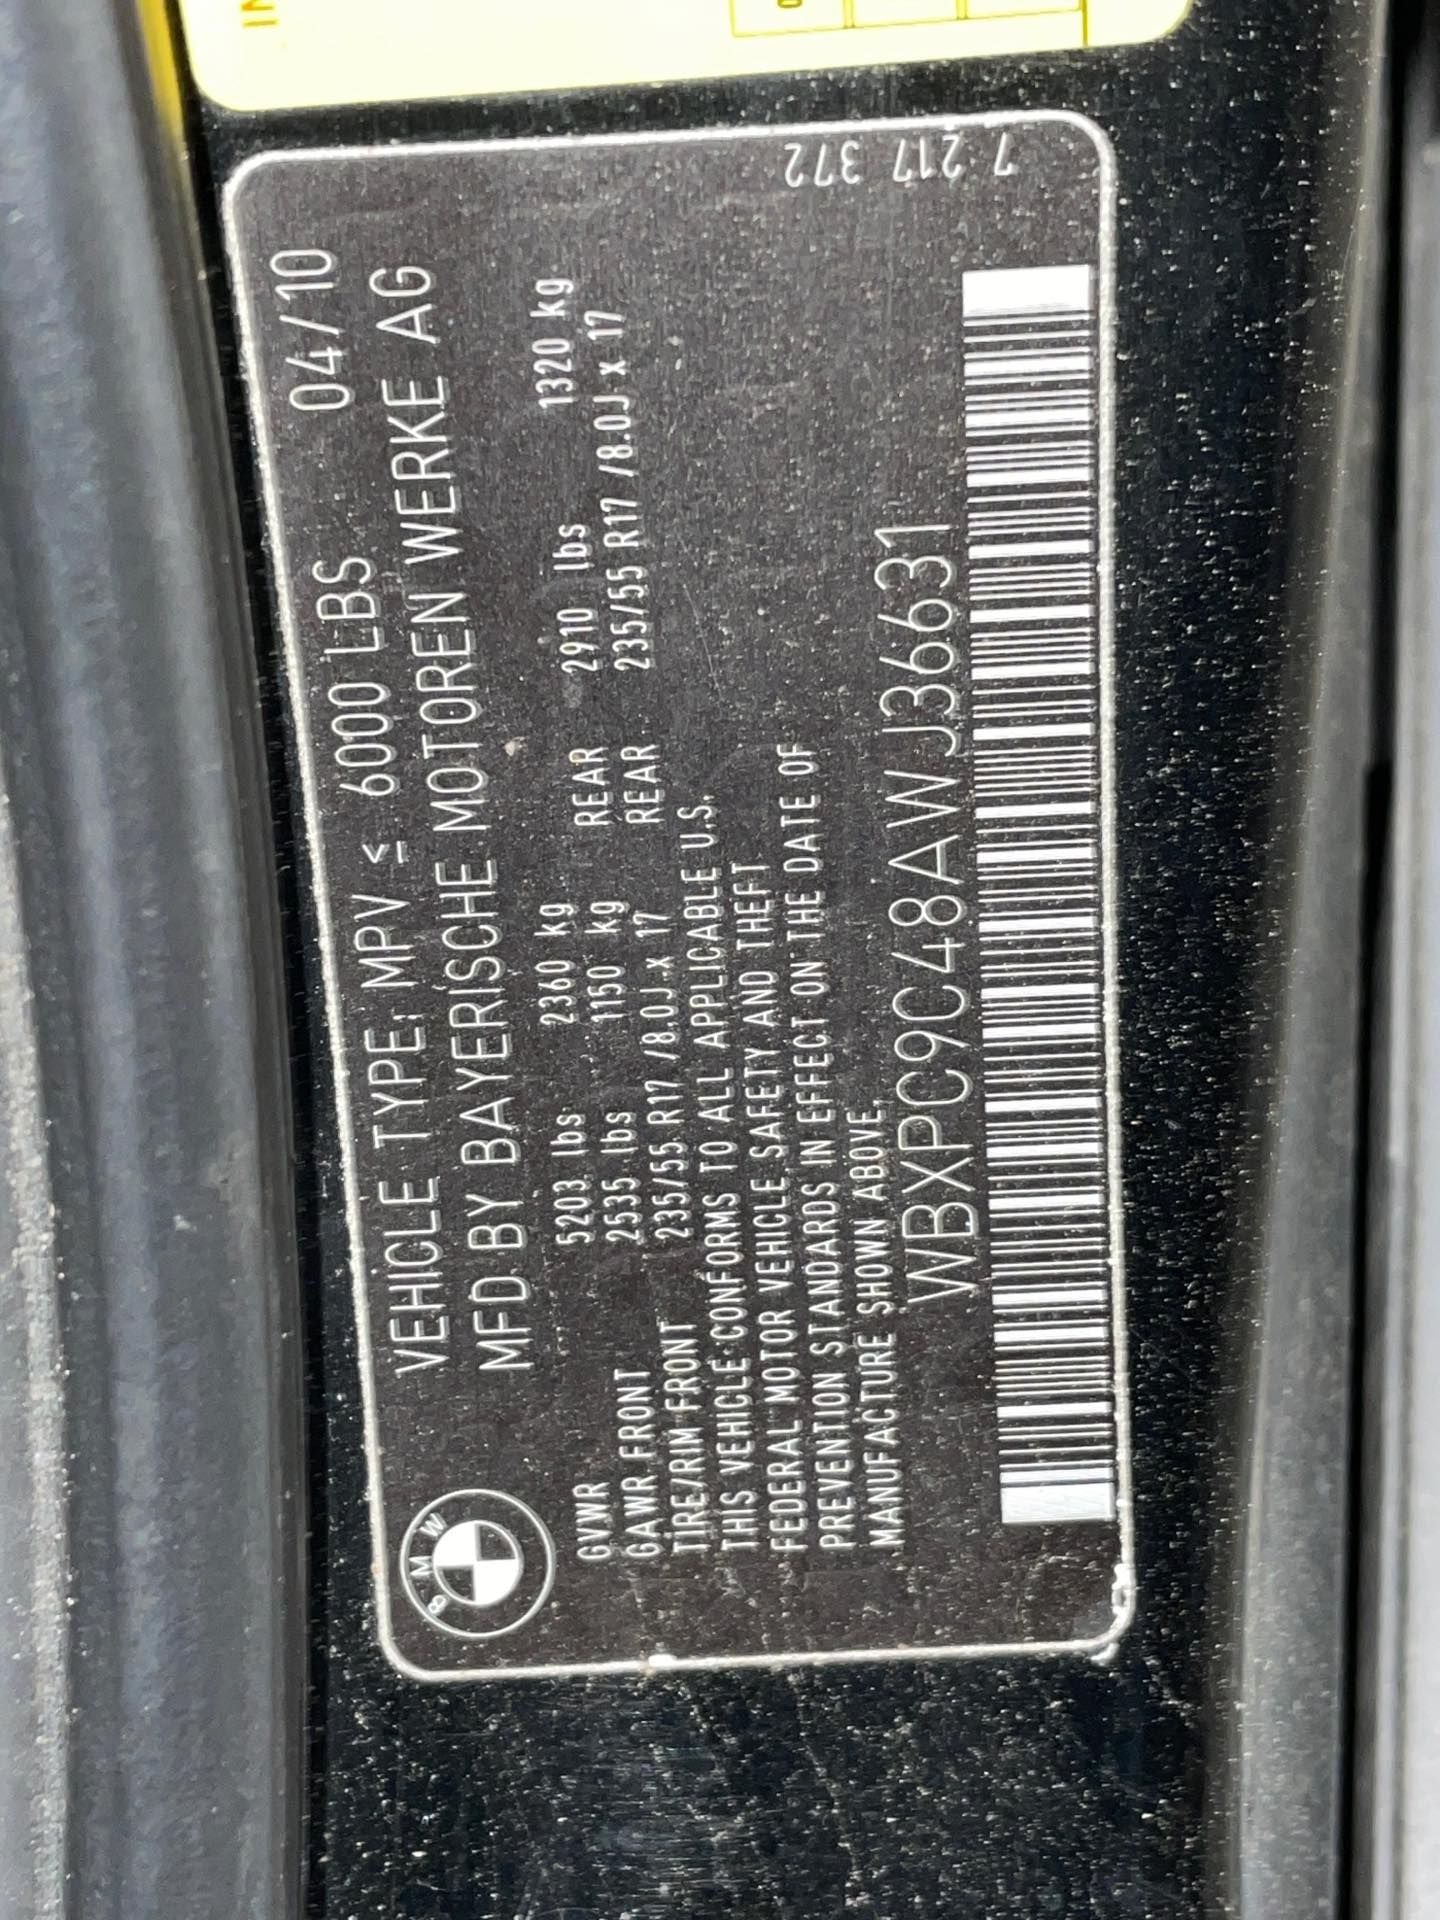 VEHICLE TYPE: MPV ≤ 6000 LBS 04/10
MFD BY BAYERISCHE MOTOREN WERKE AG
BMW
GVWR 5203 lbs 2360 kg
GAWR FRONT 2535 lbs 1150 kg REAR 2910 lbs 1320 kg
TIRE/RIM FRONT 235/55 R17 /8.0J x 17 REAR 235/55 R17 /8.0J x 17
THIS VEHICLE CONFORMS TO ALL APPLICABLE U.S.
FEDERAL MOTOR VEHICLE SAFETY AND THEFT
PREVENTION STANDARDS IN EFFECT ON THE DATE OF
MANUFACTURE SHOWN ABOVE.
WBXPC9C48AWJ36631
7 217 372